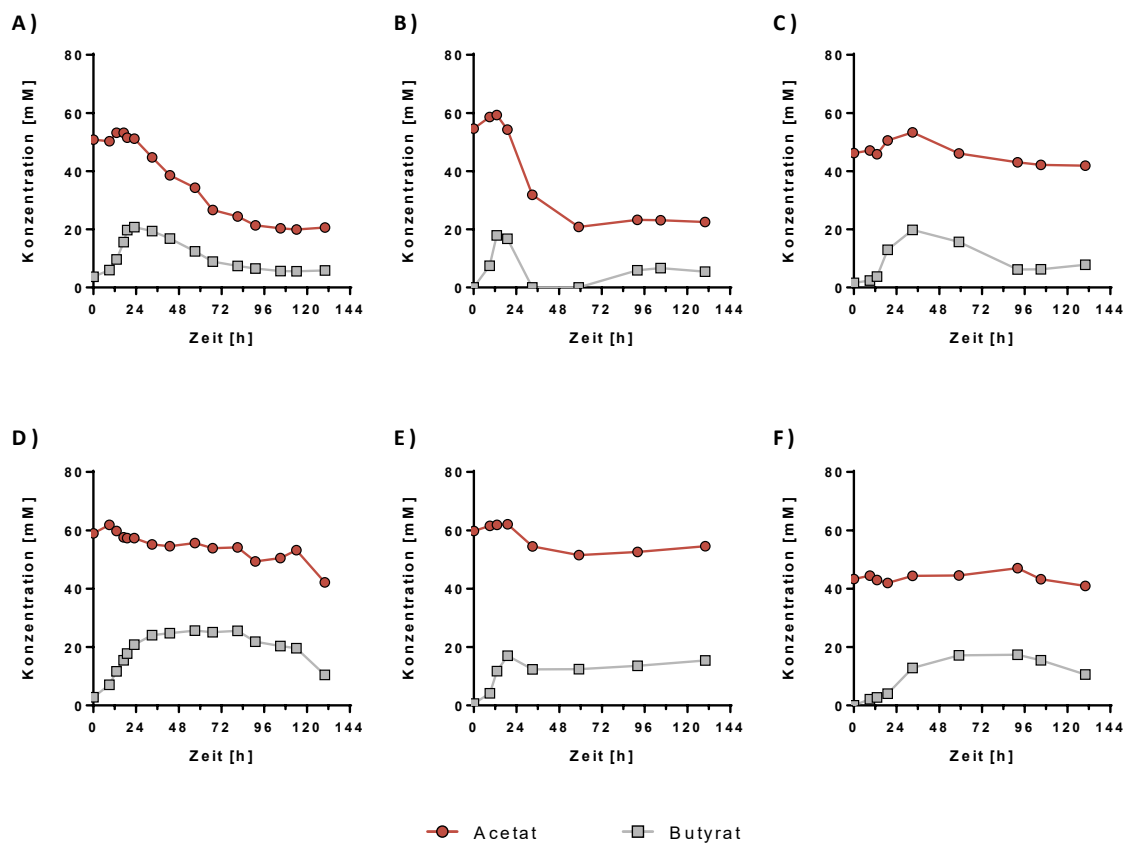 A) B) C)
80 80 80
60 60 60
40 40 40
20 20 20
0 0 0
Konzentration [mM] Konzentration [mM] Konzentration [mM]
0 24 48 72 96 120 144 0 24 48 72 96 120 144 0 24 48 72 96 120 144
Zeit [h] Zeit [h] Zeit [h]
D) E) F)
80 80 80
60 60 60
40 40 40
20 20 20
0 0 0
Konzentration [mM] Konzentration [mM] Konzentration [mM]
0 24 48 72 96 120 144 0 24 48 72 96 120 144 0 24 48 72 96 120 144
Zeit [h] Zeit [h] Zeit [h]
Acetat Butyrat